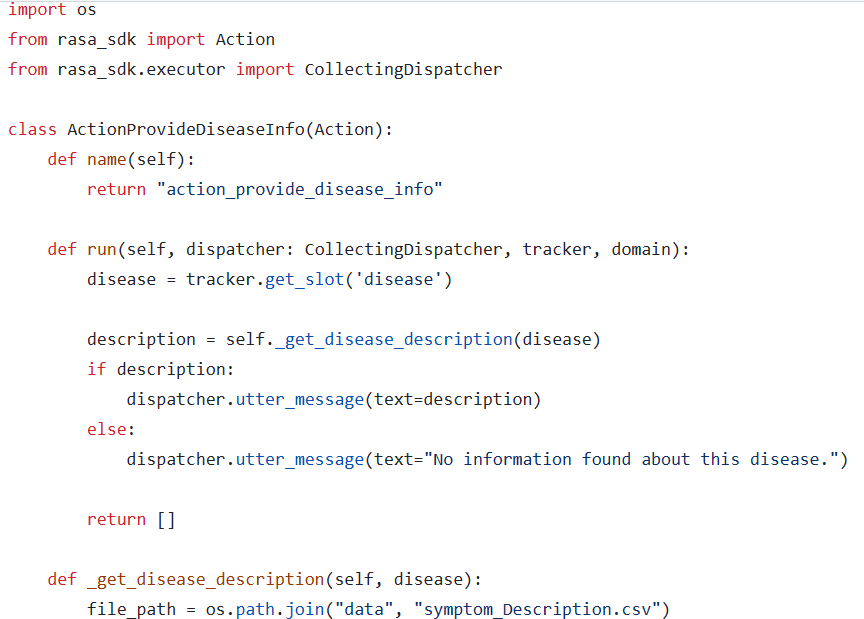 import os
from rasa_sdk import Action
from rasa_sdk.executor import CollectingDispatcher
class ActionProvideDiseaseInfo(Action):
    def name(self):
        return "action_provide_disease_info"
    def run(self, dispatcher: CollectingDispatcher, tracker, domain):
        disease = tracker.get_slot('disease')
        description = self._get_disease_description(disease)
        if description:
            dispatcher.utter_message(text=description)
        else:
            dispatcher.utter_message(text="No information found about this disease.")
        return []
    def _get_disease_description(self, disease):
        file_path = os.path.join("data", "symptom_Description.csv")